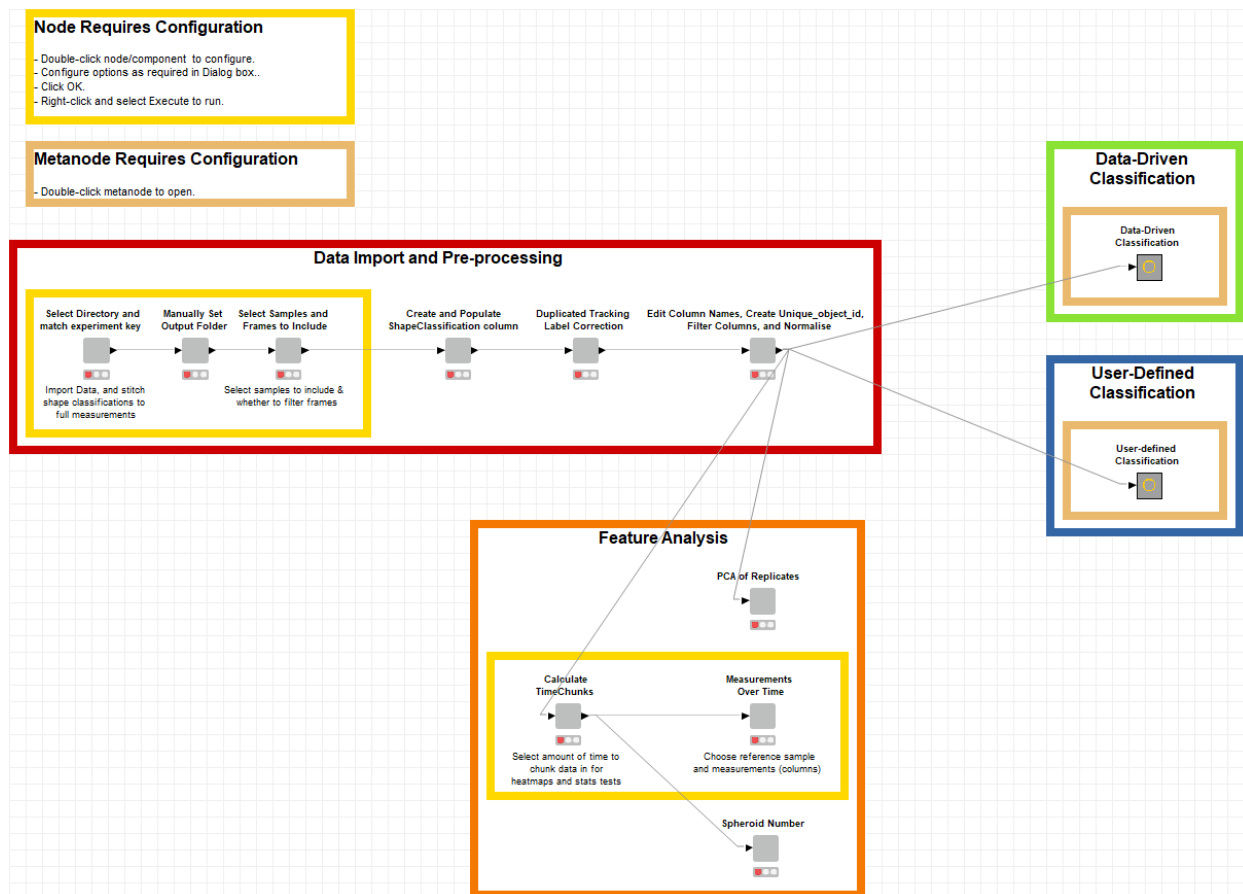 Node Requires Configuration
- Double-click node/component to configure.
- Configure options as required in Dialog box..
- Click OK.
- Right-click and select Execute to run.
Metanode Requires Configuration
- Double-click metanode to open.
Data Import and Pre-processing
Select Directory and
match experiment key
Import Data, and stitch
shape classifications to
full measurements
Manually Set
Output Folder
Select Samples and
Frames to Include
Select samples to include &
whether to filter frames
Create and Populate
ShapeClassification column
Duplicated Tracking
Label Correction
Edit Column Names, Create Unique_object_id,
Filter Columns, and Normalise
Data-Driven
Classification
Data-Driven
Classification
User-Defined
Classification
User-defined
Classification
Feature Analysis
PCA of Replicates
Calculate
TimeChunks
Select amount of time to
chunk data in for
heatmaps and stats tests
Measurements
Over Time
Choose reference sample
and measurements (columns)
Spheroid Number